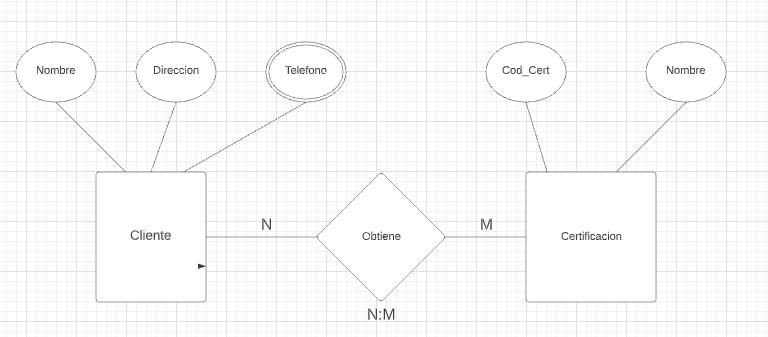 Nombre
Direccion
Telefono
Cod_Cert
Nombre
Cliente
N
Obtiene
M
Certificacion
N:M